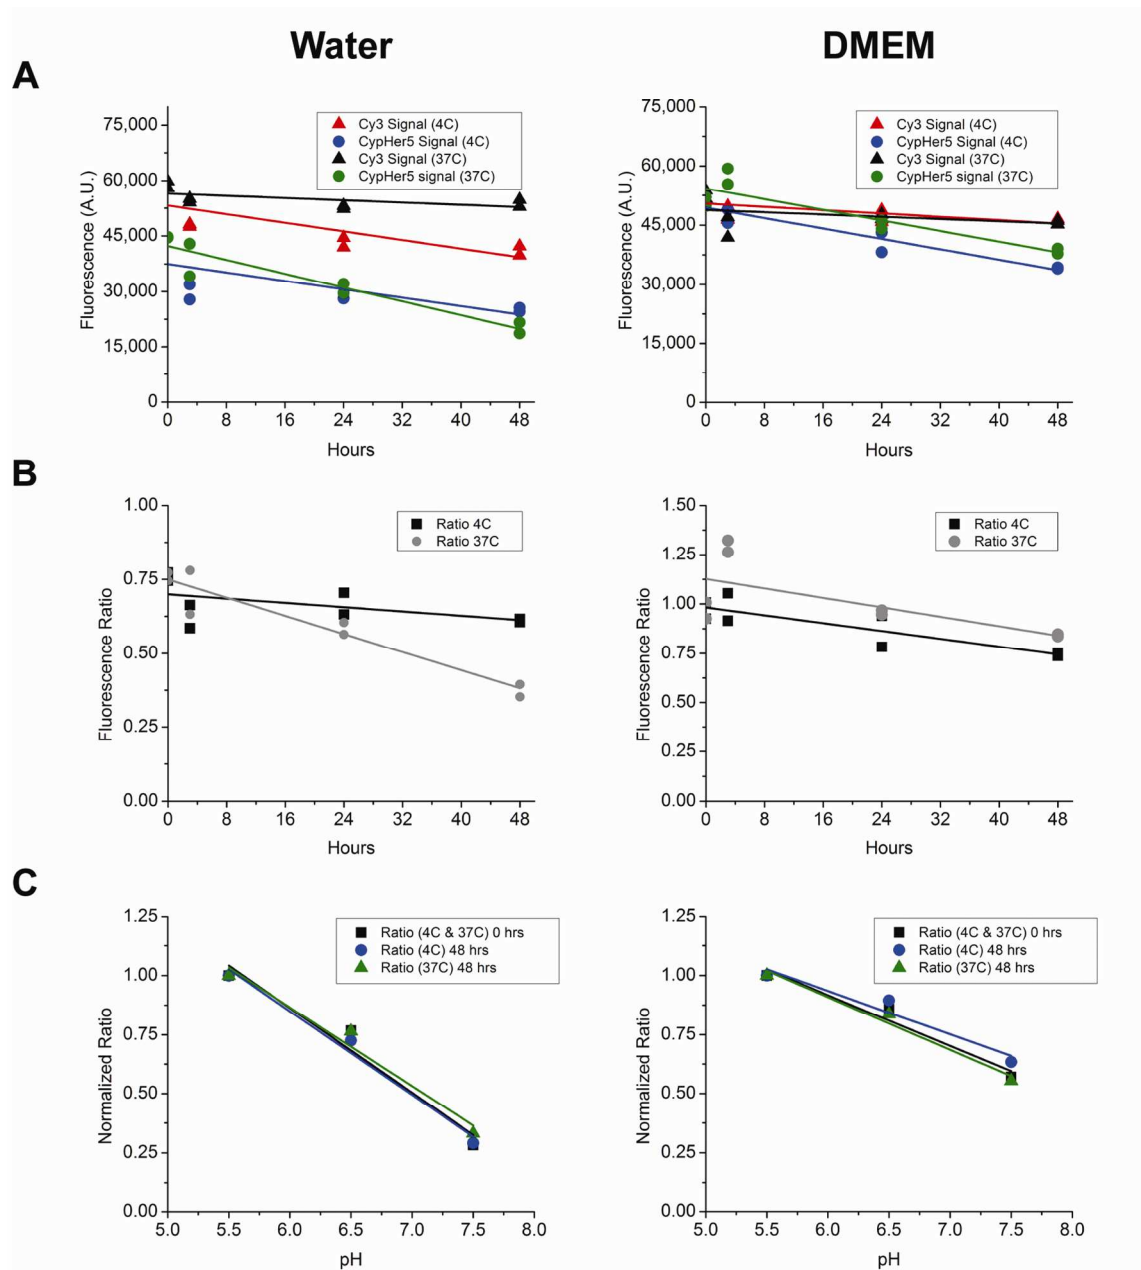 Water
DMEM
A
75,000
60,000
45,000
30,000
15,000
0
Fluorescence (A.U.)
Cy3 Signal (4C)
CypHer5 Signal (4C)
Cy3 Signal (37C)
CypHer5 signal (37C)
0 8 16 24 32 40 48
Hours
75,000
60,000
45,000
30,000
15,000
0
Fluorescence (A.U.)
Cy3 Signal (4C)
CypHer5 Signal (4C)
Cy3 Signal (37C)
CypHer5 signal (37C)
0 8 16 24 32 40 48
Hours
B
1.00
0.75
0.50
0.25
0.00
Fluorescence Ratio
Ratio 4C
Ratio 37C
0 8 16 24 32 40 48
Hours
1.50
1.25
1.00
0.75
0.50
0.25
0.00
Fluorescence Ratio
Ratio 4C
Ratio 37C
0 8 16 24 32 40 48
Hours
C
1.25
1.00
0.75
0.50
0.25
0.00
Normalized Ratio
Ratio (4C & 37C) 0 hrs
Ratio (4C) 48 hrs
Ratio (37C) 48 hrs
5.0 5.5 6.0 6.5 7.0 7.5 8.0
pH
1.25
1.00
0.75
0.50
0.25
0.00
Normalized Ratio
Ratio (4C & 37C) 0 hrs
Ratio (4C) 48 hrs
Ratio (37C) 48 hrs
5.0 5.5 6.0 6.5 7.0 7.5 8.0
pH